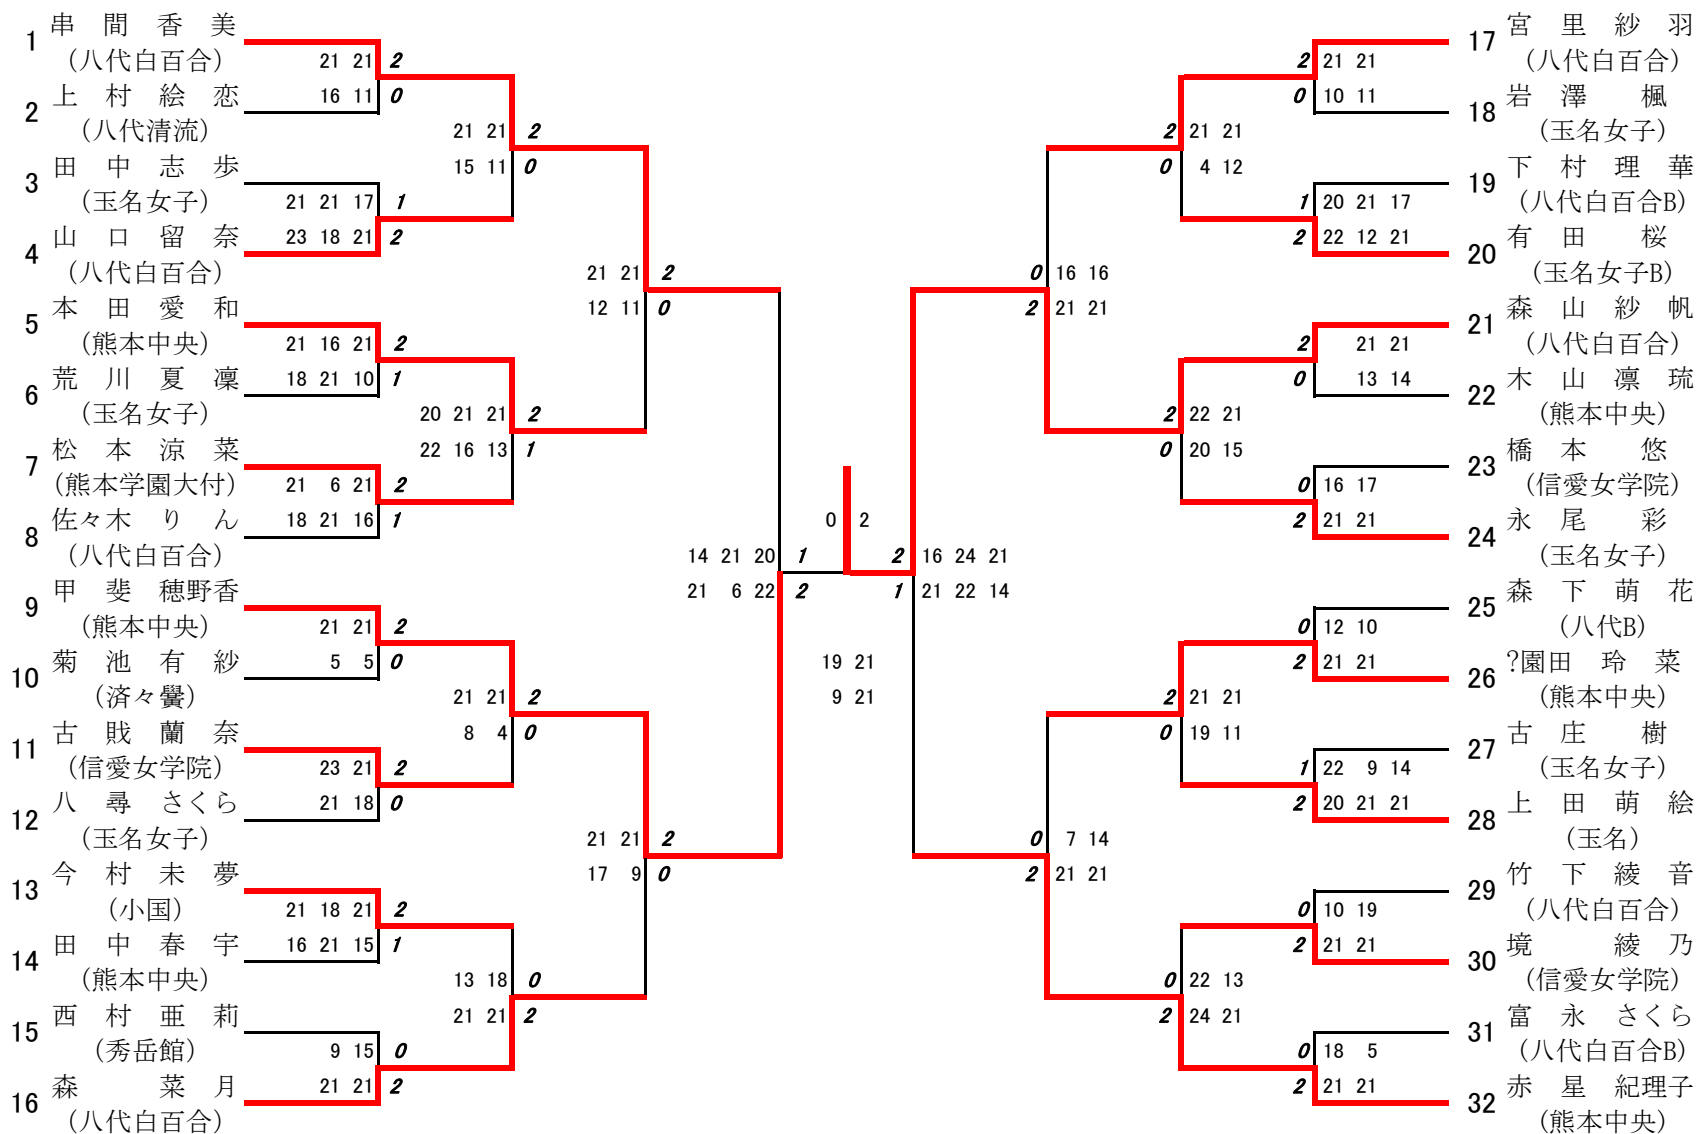 1 串間香美
(八代白百合)
21 21 2
16 11 0
2 上村絵恋
(八代清流)
21 21 2
15 11 0
3 田中志歩
(玉名女子)
21 21 17 1
23 18 21 2
4 山口留奈
(八代白百合)
21 21 2
12 11 0
5 本田愛和
(熊本中央)
21 16 21 2
18 21 10 1
6 荒川夏凜
(玉名女子)
20 21 21 2
22 16 13 1
7 松本涼菜
(熊本学園大付)
21 6 21 2
18 21 16 1
8 佐々木りん
(八代白百合)
14 21 20 1
21 6 22 2
9 甲斐穂野香
(熊本中央)
21 21 2
5 5 0
10 菊池有紗
(済々黌)
21 21 2
8 4 0
11 古賎蘭奈
(信愛女学院)
23 21 2
21 18 0
12 八尋さくら
(玉名女子)
21 21 2
17 9 0
13 今村未夢
(小国)
21 18 21 2
16 21 15 1
14 田中春宇
(熊本中央)
13 18 0
21 21 2
15 西村亜莉
(秀岳館)
9 15 0
21 21 2
16 森菜月
(八代白百合)
0 2
19 21
9 21
17 宮里紗羽
(八代白百合)
2 21 21
0 10 11
18 岩澤楓
(玉名女子)
2 21 21
0 4 12
19 下村理華
(八代白百合B)
1 20 21 17
2 22 12 21
20 有田桜
(玉名女子B)
0 16 16
2 21 21
21 森山紗帆
(八代白百合)
2 21 21
0 13 14
22 木山凛琉
(熊本中央)
2 22 21
0 20 15
23 橋本悠
(信愛女学院)
0 16 17
2 21 21
24 永尾彩
(玉名女子)
2 16 24 21
1 21 22 14
25 森下萌花
(八代B)
0 12 10
2 21 21
26 ?園田玲菜
(熊本中央)
2 21 21
0 19 11
27 古庄樹
(玉名女子)
1 22 9 14
2 20 21 21
28 上田萌絵
(玉名)
0 7 14
2 21 21
29 竹下綾音
(八代白百合)
0 10 19
2 21 21
30 境綾乃
(信愛女学院)
0 22 13
2 24 21
31 富永さくら
(八代白百合B)
0 18 5
2 21 21
32 赤星紀理子
(熊本中央)